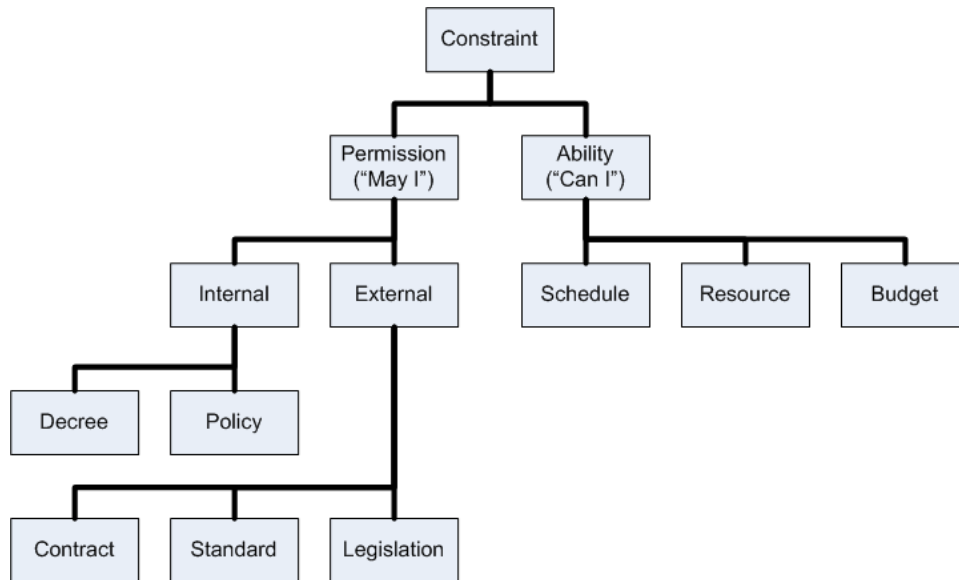 Constraint
Permission
(“May I”)
Ability
(“Can I”)
Internal
External
Schedule
Resource
Budget
Decree
Policy
Contract
Standard
Legislation